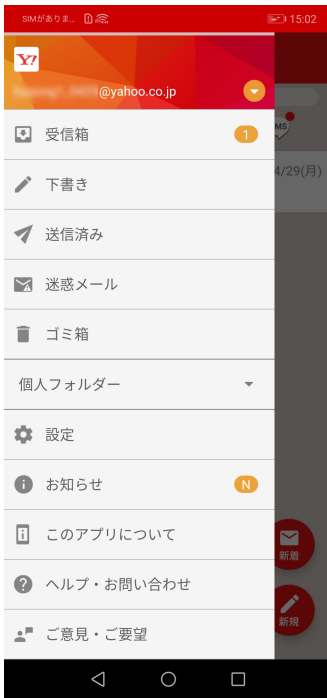 SIMがありま… 15:02
Y!
@yahoo.co.jp
受信箱 1
MS
下書き
4/29(月)
送信済み
迷惑メール
ゴミ箱
個人フォルダー
設定
お知らせ N
このアプリについて
新着
ヘルプ・お問い合わせ
新規
ご意見・ご要望